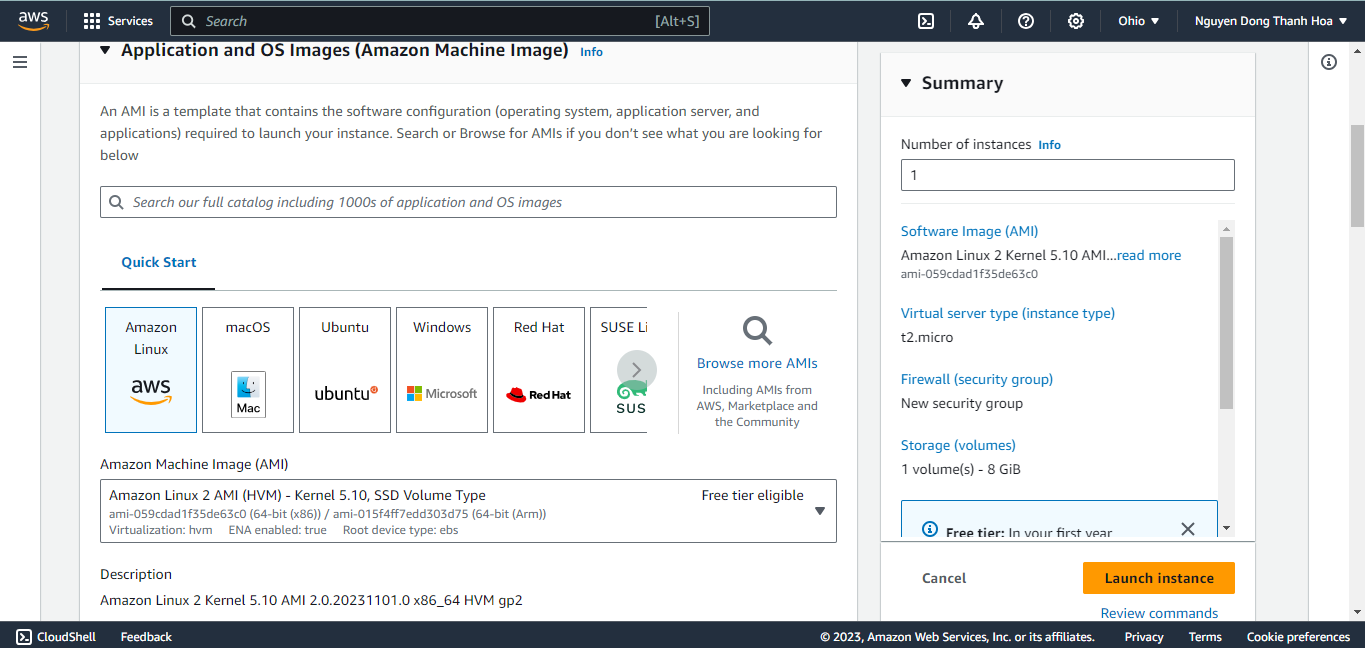 aws
Services
Search
[Alt+S]
Ohio
Nguyen Dong Thanh Hoa
Application and OS Images (Amazon Machine Image) Info
An AMI is a template that contains the software configuration (operating system, application server, and
applications) required to launch your instance. Search or Browse for AMIs if you don’t see what you are looking for
below
Search our full catalog including 1000s of application and OS images
Quick Start
Amazon
Linux
aws
macOS
Mac
Ubuntu
ubuntu
Windows
Microsoft
Red Hat
Red Hat
SUSE Li
SUS
Browse more AMIs
Including AMIs from
AWS, Marketplace and
the Community
Amazon Machine Image (AMI)
Amazon Linux 2 AMI (HVM) - Kernel 5.10, SSD Volume Type
Free tier eligible
ami-059cdad1f35de63c0 (64-bit (x86)) / ami-015f4ff7edd303d75 (64-bit (Arm))
Virtualization: hvm ENA enabled: true Root device type: ebs
Description
Amazon Linux 2 Kernel 5.10 AMI 2.0.20231101.0 x86_64 HVM gp2
Summary
Number of instances Info
1
Software Image (AMI)
Amazon Linux 2 Kernel 5.10 AMI...read more
ami-059cdad1f35de63c0
Virtual server type (instance type)
t2.micro
Firewall (security group)
New security group
Storage (volumes)
1 volume(s) - 8 GiB
Free tier: In your first year
Cancel
Launch instance
Review commands
CloudShell
Feedback
© 2023, Amazon Web Services, Inc. or its affiliates.
Privacy
Terms
Cookie preferences